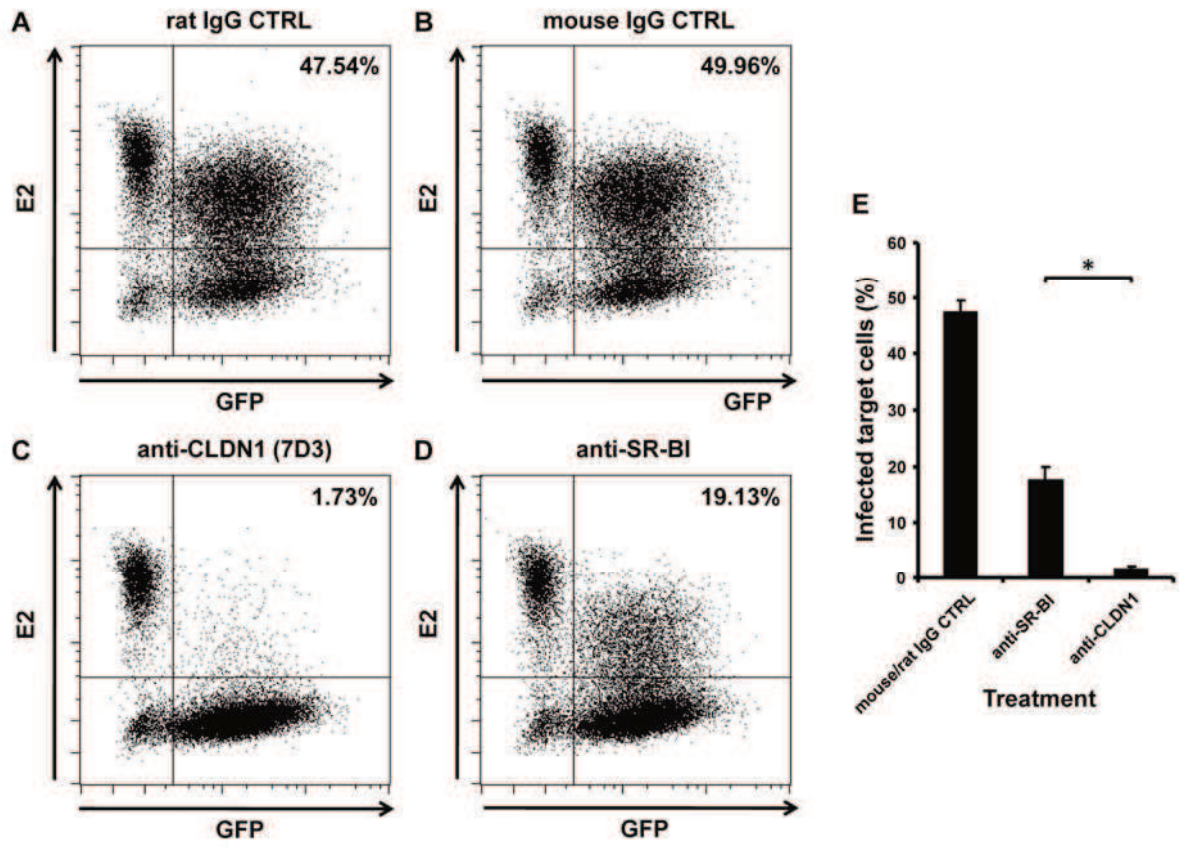 A
rat IgG CTRL
47.54%
E2
GFP
B
mouse IgG CTRL
49.96%
E2
GFP
C
anti-CLDN1 (7D3)
1.73%
E2
GFP
D
anti-SR-BI
19.13%
E2
GFP
E
*
Infected target cells (%)
60
50
40
30
20
10
0
mouse/rat IgG CTRL
anti-SR-BI
anti-CLDN1
Treatment